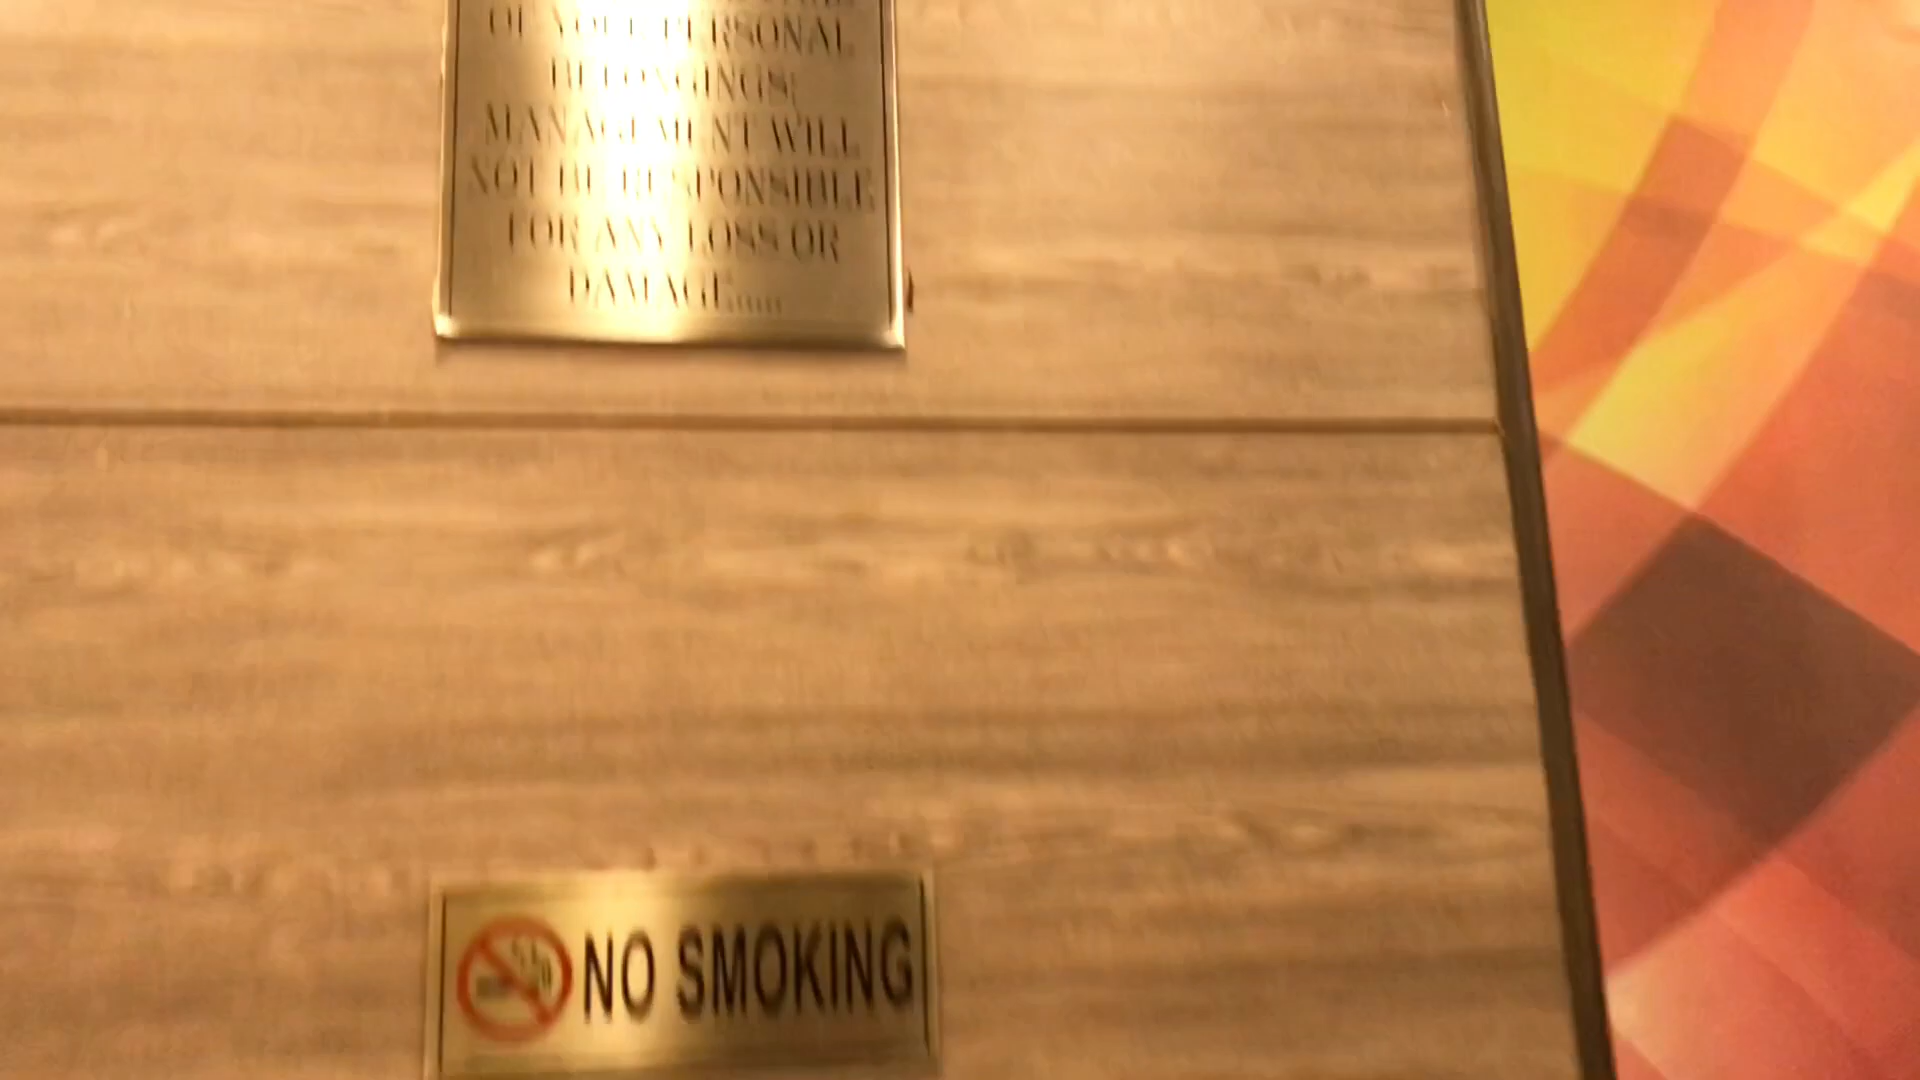 OF YOUR PERSONAL
BELONGINGS;
MANAGEMENT WILL
NOT BE RESPONSIBLE
FOR ANY LOSS OR
DAMAGE......
NO SMOKING